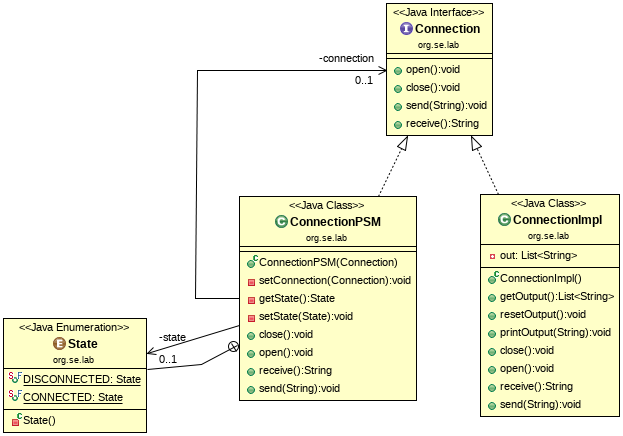 <<Java Interface>>
Connection
org.se.lab
open():void
close():void
send(String):void
receive():String
-connection
0..1
<<Java Class>>
ConnectionPSM
org.se.lab
ConnectionPSM(Connection)
setConnection(Connection):void
getState():State
setState(State):void
close():void
open():void
receive():String
send(String):void
<<Java Class>>
ConnectionImpl
org.se.lab
out: List<String>
ConnectionImpl()
getOutput():List<String>
resetOutput():void
printOutput(String):void
close():void
open():void
receive():String
send(String):void
-state
0..1
<<Java Enumeration>>
State
org.se.lab
DISCONNECTED: State
CONNECTED: State
State()